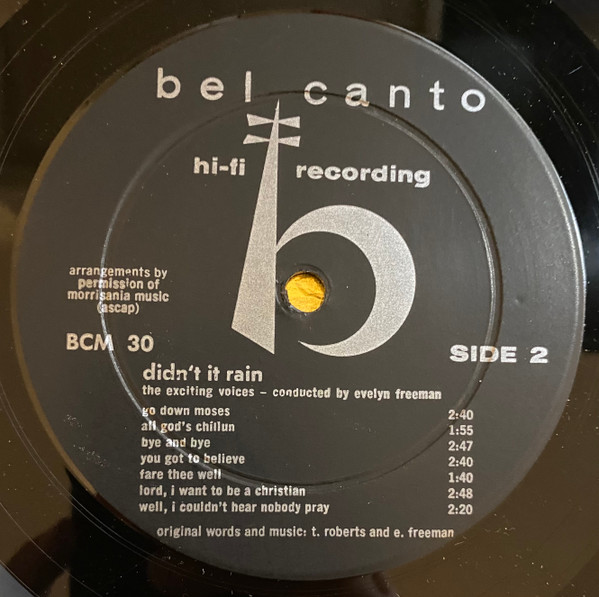 bel canto
hi-fi recording
arrangements by
permission of
morrisania music
(ascap)
BCM 30
SIDE 2
didn't it rain
the exciting voices – conducted by evelyn freeman
go down moses 2:40
all god's chillun 1:55
bye and bye 2:47
you got to believe 2:40
fare thee well 1:40
lord, i want to be a christian 2:48
well, i couldn't hear nobody pray 2:20
original words and music: t. roberts and e. freeman